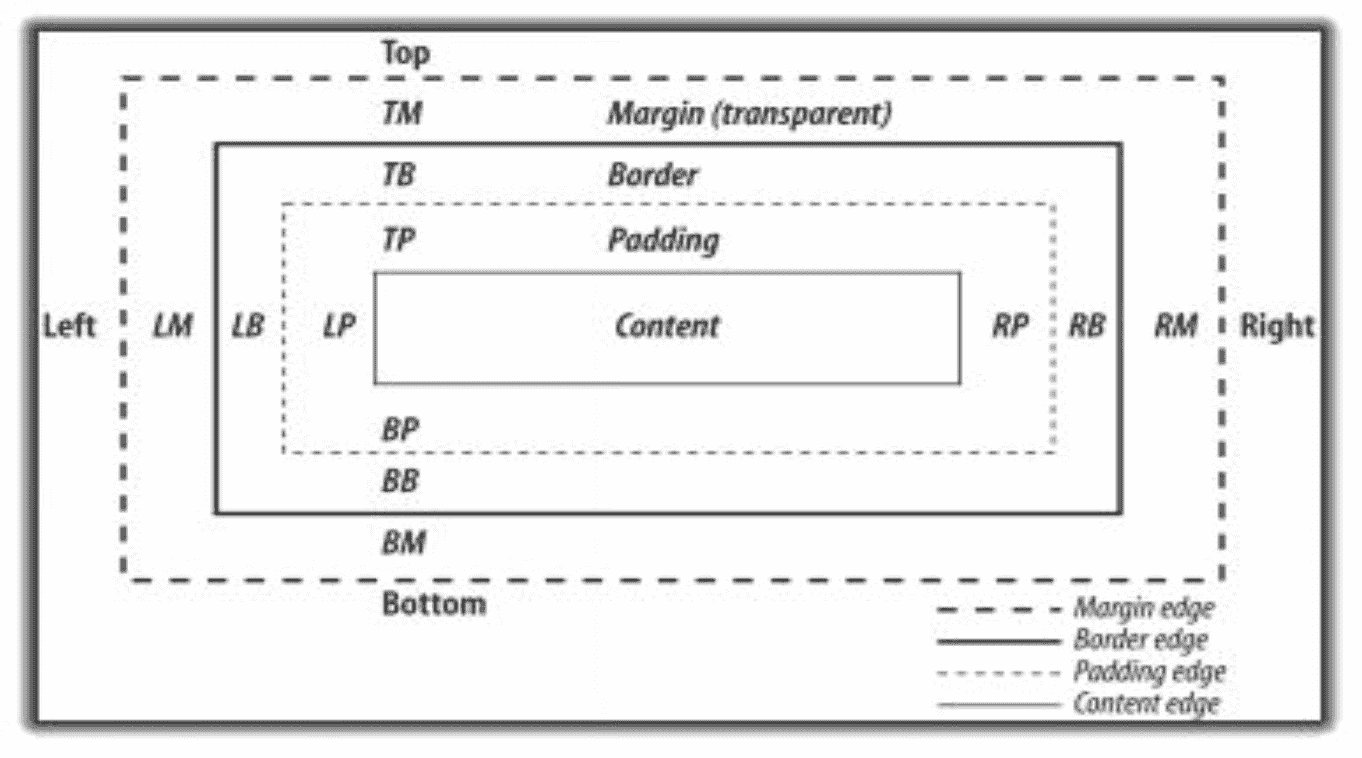 Top
TM Margin (transparent)
TB Border
TP Padding
Left LM LB LP Content RP RB RM Right
BP
BB
BM
Bottom
Margin edge
Border edge
Padding edge
Content edge